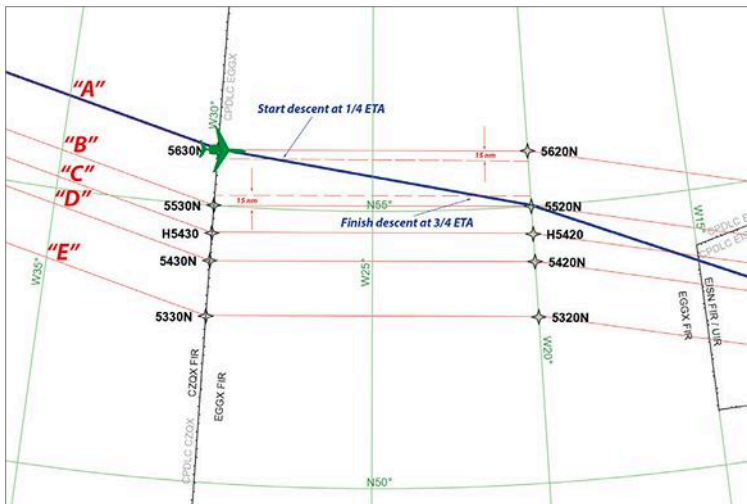 "A"
W30°
CPDLC EGGX
Start descent at 1/4 ETA
"B"
5630N
15 nm
5620N
"C"
"D"
15 nm
5530N
N55°
5520N
W15°
Finish descent at 3/4 ETA
H5430
H5420
CPDLC E
CPDLC EGGX
"E"
W35°
5430N
W25°
5420N
EISN FIR / UIR
EGGX FIR
5330N
5320N
W20°
CZQX FIR
EGGX FIR
CPDLC CZQX
N50°